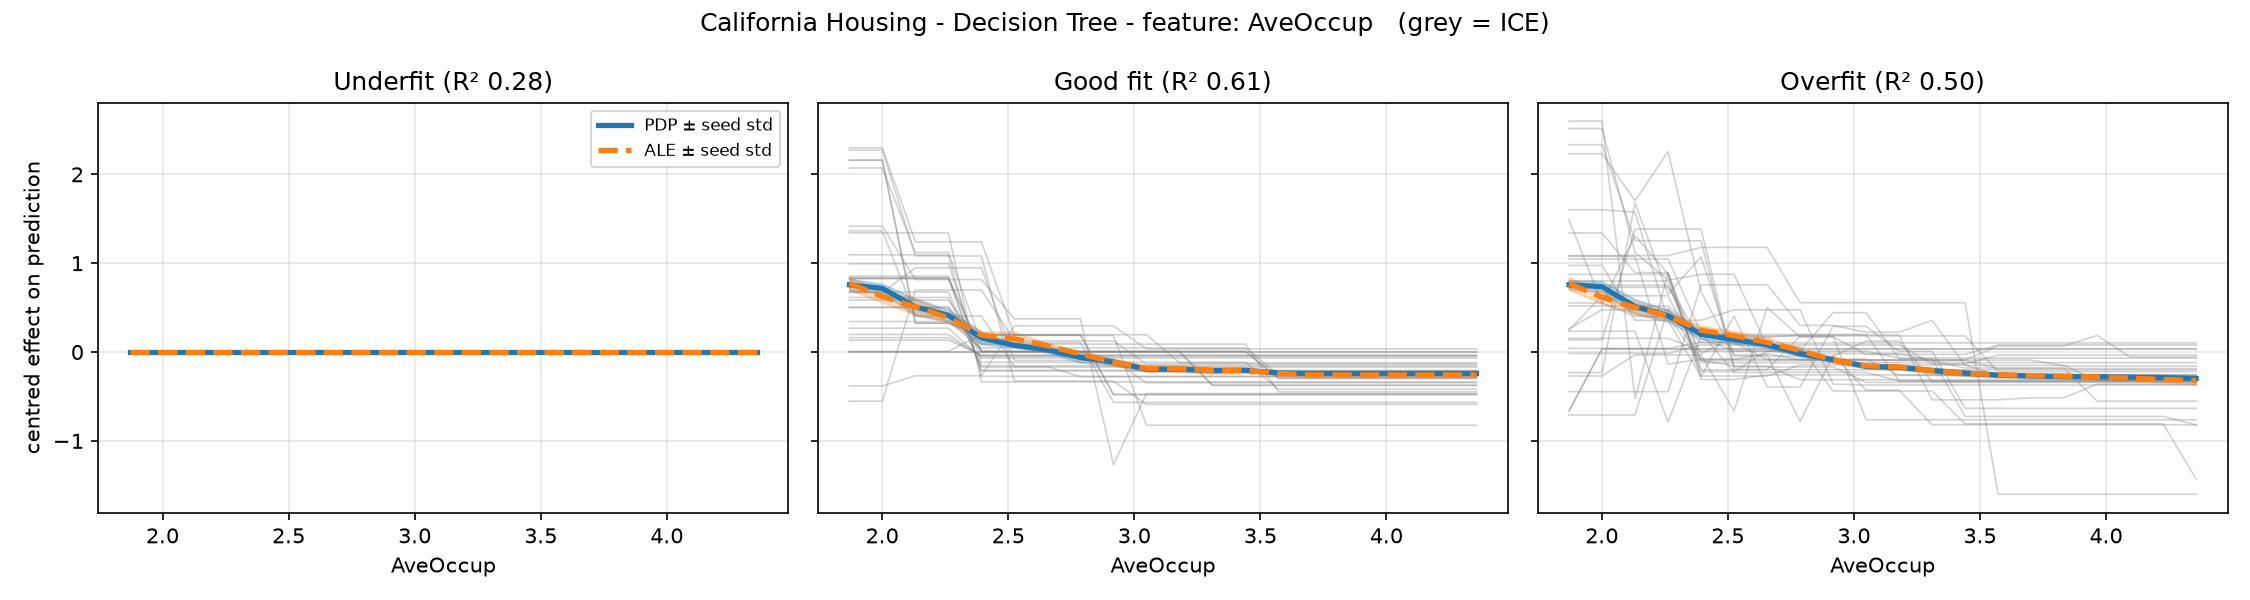 California Housing - Decision Tree - feature: AveOccup   (grey = ICE)
Underfit (R² 0.28)
PDP ± seed std
ALE ± seed std
centred effect on prediction
2
1
0
−1
2.0 2.5 3.0 3.5 4.0
AveOccup
Good fit (R² 0.61)
2.0 2.5 3.0 3.5 4.0
AveOccup
Overfit (R² 0.50)
2.0 2.5 3.0 3.5 4.0
AveOccup